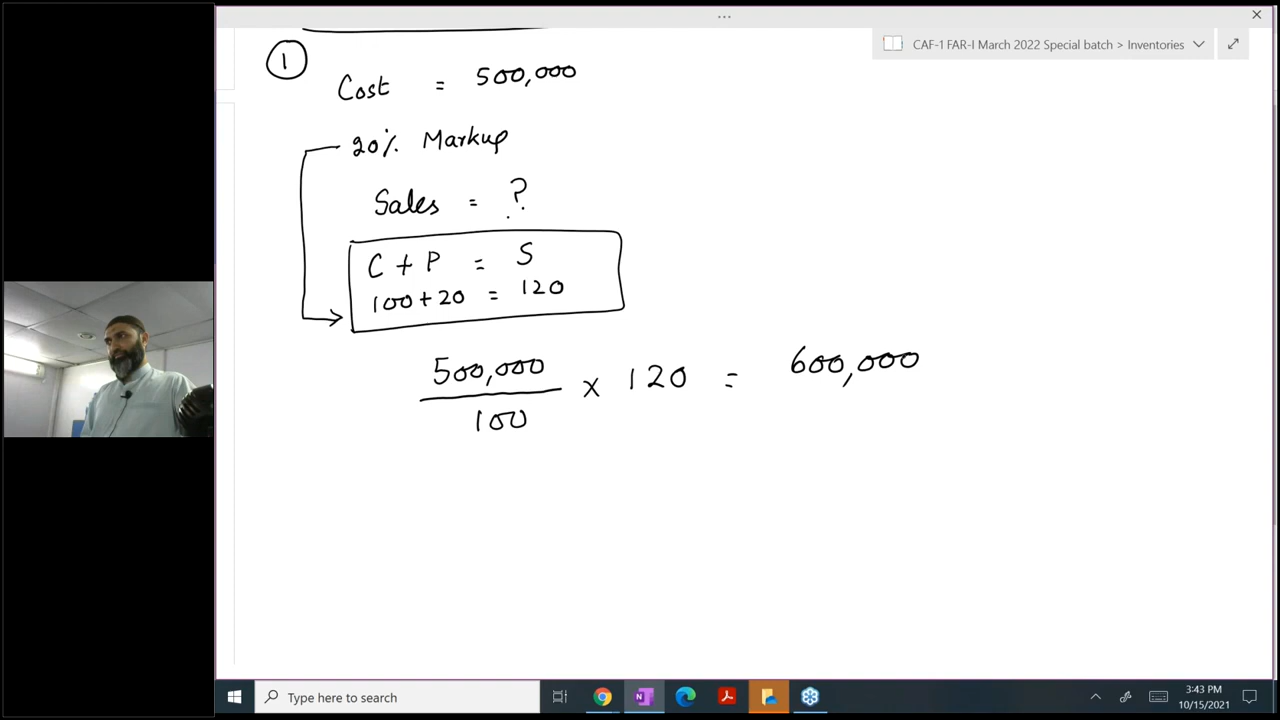 CAF-1 FAR-I March 2022 Special batch > Inventories
1
Cost = 500,000
20% Markup
Sales = ?
C + P = S
100 + 20 = 120
500,000
100
x 120 = 600,000
Type here to search
3:43 PM
10/15/2021